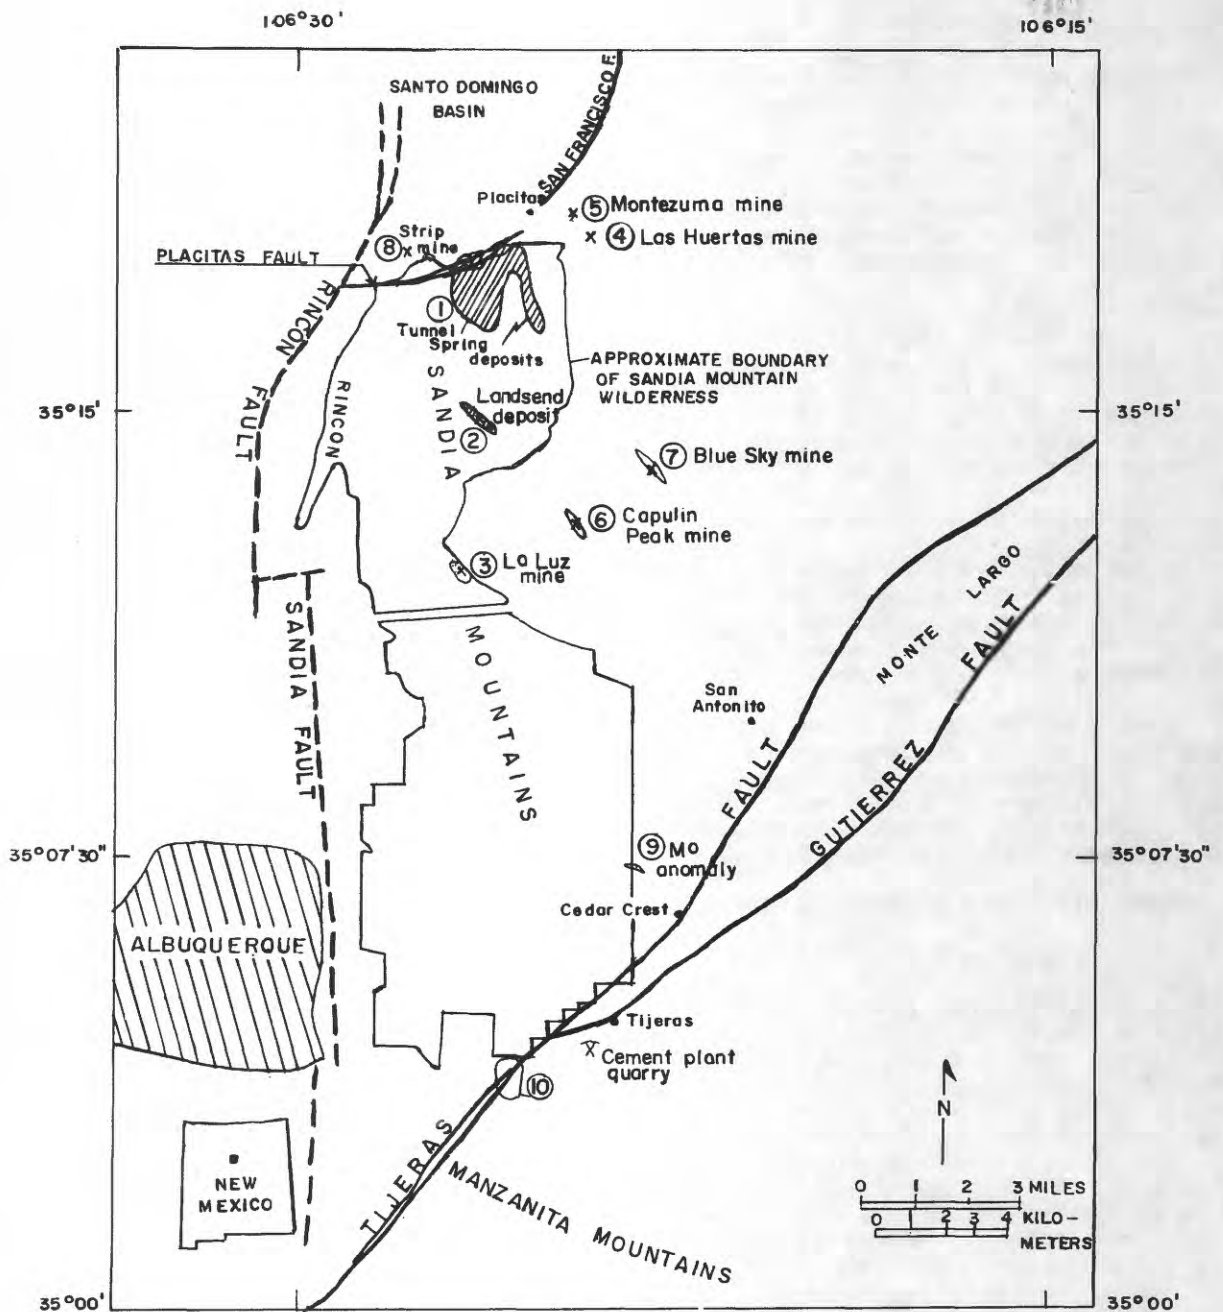 106°30'
106°15'
SANTO DOMINGO
BASIN
SAN FRANCISCO F.
Placitas
⑤ Montezuma mine
④ Las Huertas mine
Strip
⑧ mine
PLACITAS FAULT
①
Tunnel
Spring
deposits
APPROXIMATE BOUNDARY
OF SANDIA MOUNTAIN
WILDERNESS
RINCON
FAULT
RINCON
SANDIA
Landsend
deposit
②
35°15'
35°15'
⑦ Blue Sky mine
⑥ Capulin
Peak mine
③ La Luz
mine
SANDIA FAULT
MOUNTAINS
MONTE LARGO
San
Antonito
FAULT
GUTIERREZ FAULT
35°07'30"
35°07'30"
⑨ Mo
anomaly
Cedar Crest
ALBUQUERQUE
Tijeras
Cement plant
quarry
⑩
TIJERAS
MANZANITA MOUNTAINS
NEW
MEXICO
N
0 1 2 3 MILES
0 1 2 3 4 KILO-
METERS
35°00'
35°00'